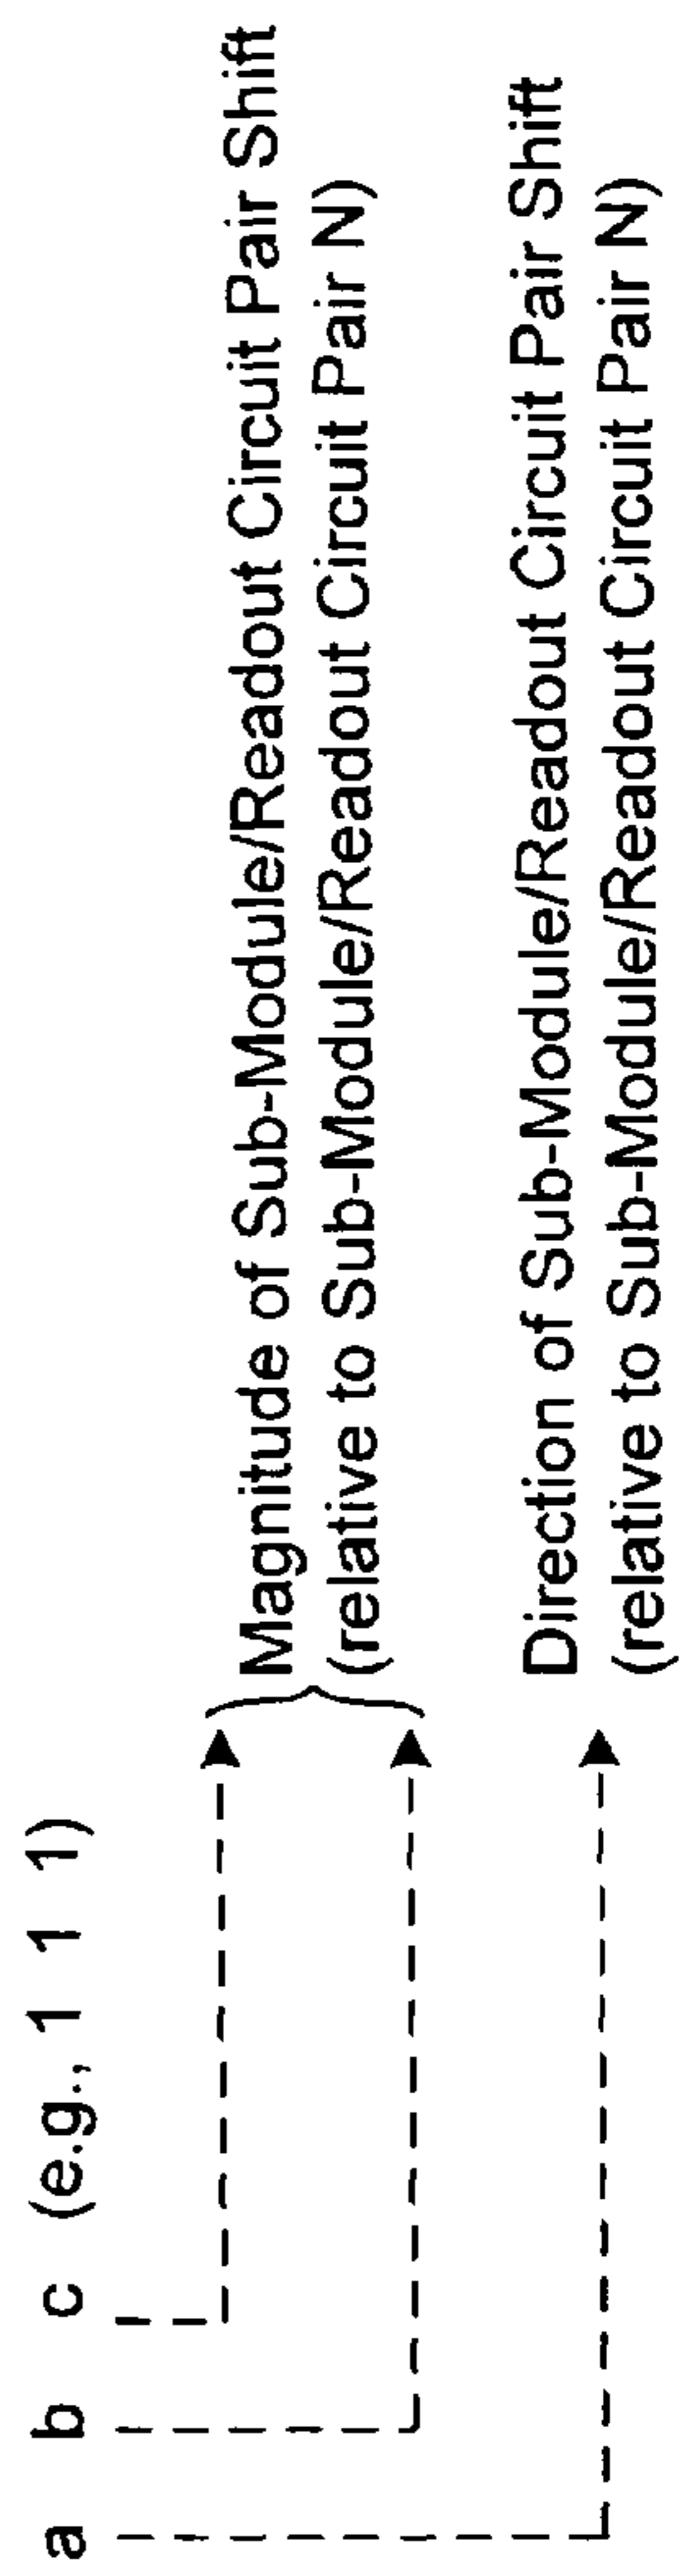 a b c (e.g., 1 1 1)
Magnitude of Sub-Module/Readout Circuit Pair Shift
(relative to Sub-Module/Readout Circuit Pair N)
Direction of Sub-Module/Readout Circuit Pair Shift
(relative to Sub-Module/Readout Circuit Pair N)